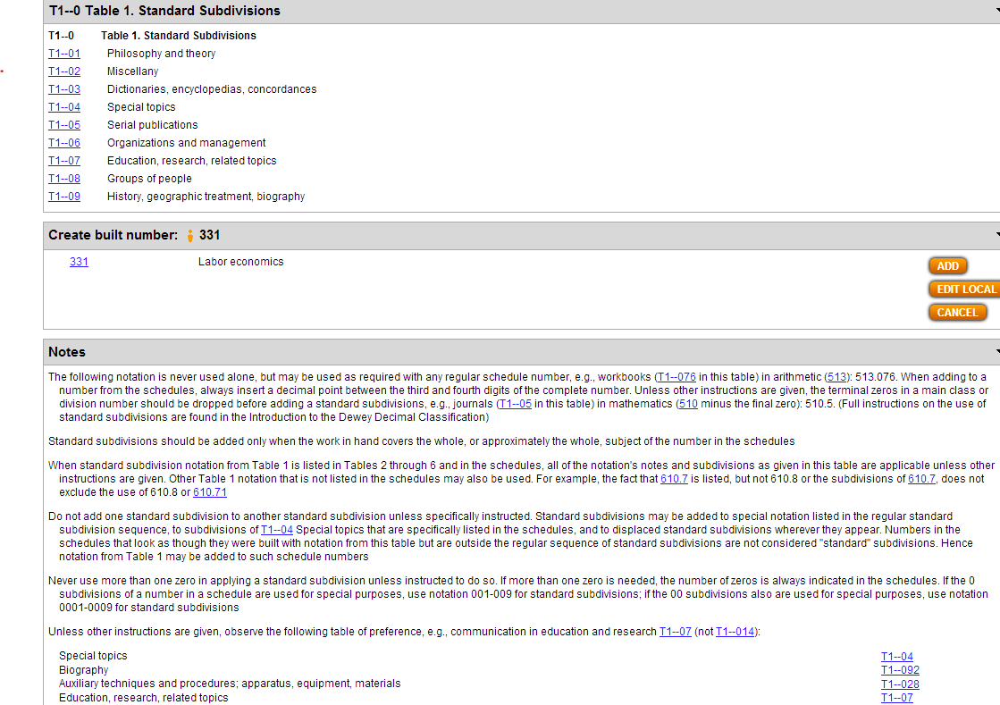 T1--0 Table 1. Standard Subdivisions
T1--0 Table 1. Standard Subdivisions
T1--01 Philosophy and theory
T1--02 Miscellany
T1--03 Dictionaries, encyclopedias, concordances
T1--04 Special topics
T1--05 Serial publications
T1--06 Organizations and management
T1--07 Education, research, related topics
T1--08 Groups of people
T1--09 History, geographic treatment, biography
Create built number: 331
331 Labor economics
ADD
EDIT LOCAL
CANCEL
Notes
The following notation is never used alone, but may be used as required with any regular schedule number, e.g., workbooks (T1--076 in this table) in arithmetic (513): 513.076. When adding to a
number from the schedules, always insert a decimal point between the third and fourth digits of the complete number. Unless other instructions are given, the terminal zeros in a main class or
division number should be dropped before adding a standard subdivisions, e.g., journals (T1--05 in this table) in mathematics (510 minus the final zero): 510.5. (Full instructions on the use of
standard subdivisions are found in the Introduction to the Dewey Decimal Classification)
Standard subdivisions should be added only when the work in hand covers the whole, or approximately the whole, subject of the number in the schedules
When standard subdivision notation from Table 1 is listed in Tables 2 through 6 and in the schedules, all of the notation's notes and subdivisions as given in this table are applicable unless other
instructions are given. Other Table 1 notation that is not listed in the schedules may also be used. For example, the fact that 610.7 is listed, but not 610.8 or the subdivisions of 610.7, does not
exclude the use of 610.8 or 610.71
Do not add one standard subdivision to another standard subdivision unless specifically instructed. Standard subdivisions may be added to special notation listed in the regular standard
subdivision sequence, to subdivisions of T1--04 Special topics that are specifically listed in the schedules, and to displaced standard subdivisions wherever they appear. Numbers in the
schedules that look as though they were built with notation from this table but are outside the regular sequence of standard subdivisions are not considered "standard" subdivisions. Hence
notation from Table 1 may be added to such schedule numbers
Never use more than one zero in applying a standard subdivision unless instructed to do so. If more than one zero is needed, the number of zeros is always indicated in the schedules. If the 0
subdivisions of a number in a schedule are used for special purposes, use notation 001-009 for standard subdivisions; if the 00 subdivisions also are used for special purposes, use notation
0001-0009 for standard subdivisions
Unless other instructions are given, observe the following table of preference, e.g., communication in education and research T1--07 (not T1--014):
Special topics T1--04
Biography T1--092
Auxiliary techniques and procedures; apparatus, equipment, materials T1--028
Education, research, related topics T1--07